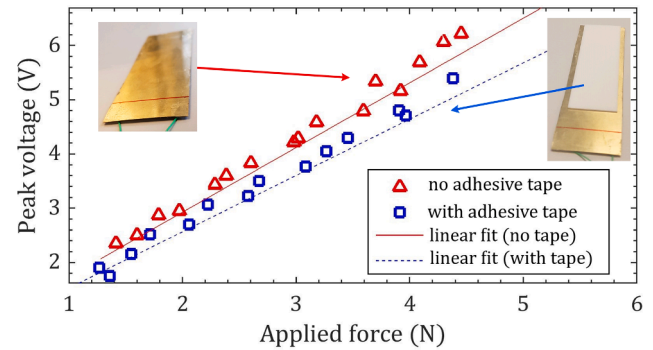 6
5
4
3
2
Peak voltage (V)
no adhesive tape
with adhesive tape
linear fit (no tape)
linear fit (with tape)
1 2 3 4 5 6
Applied force (N)